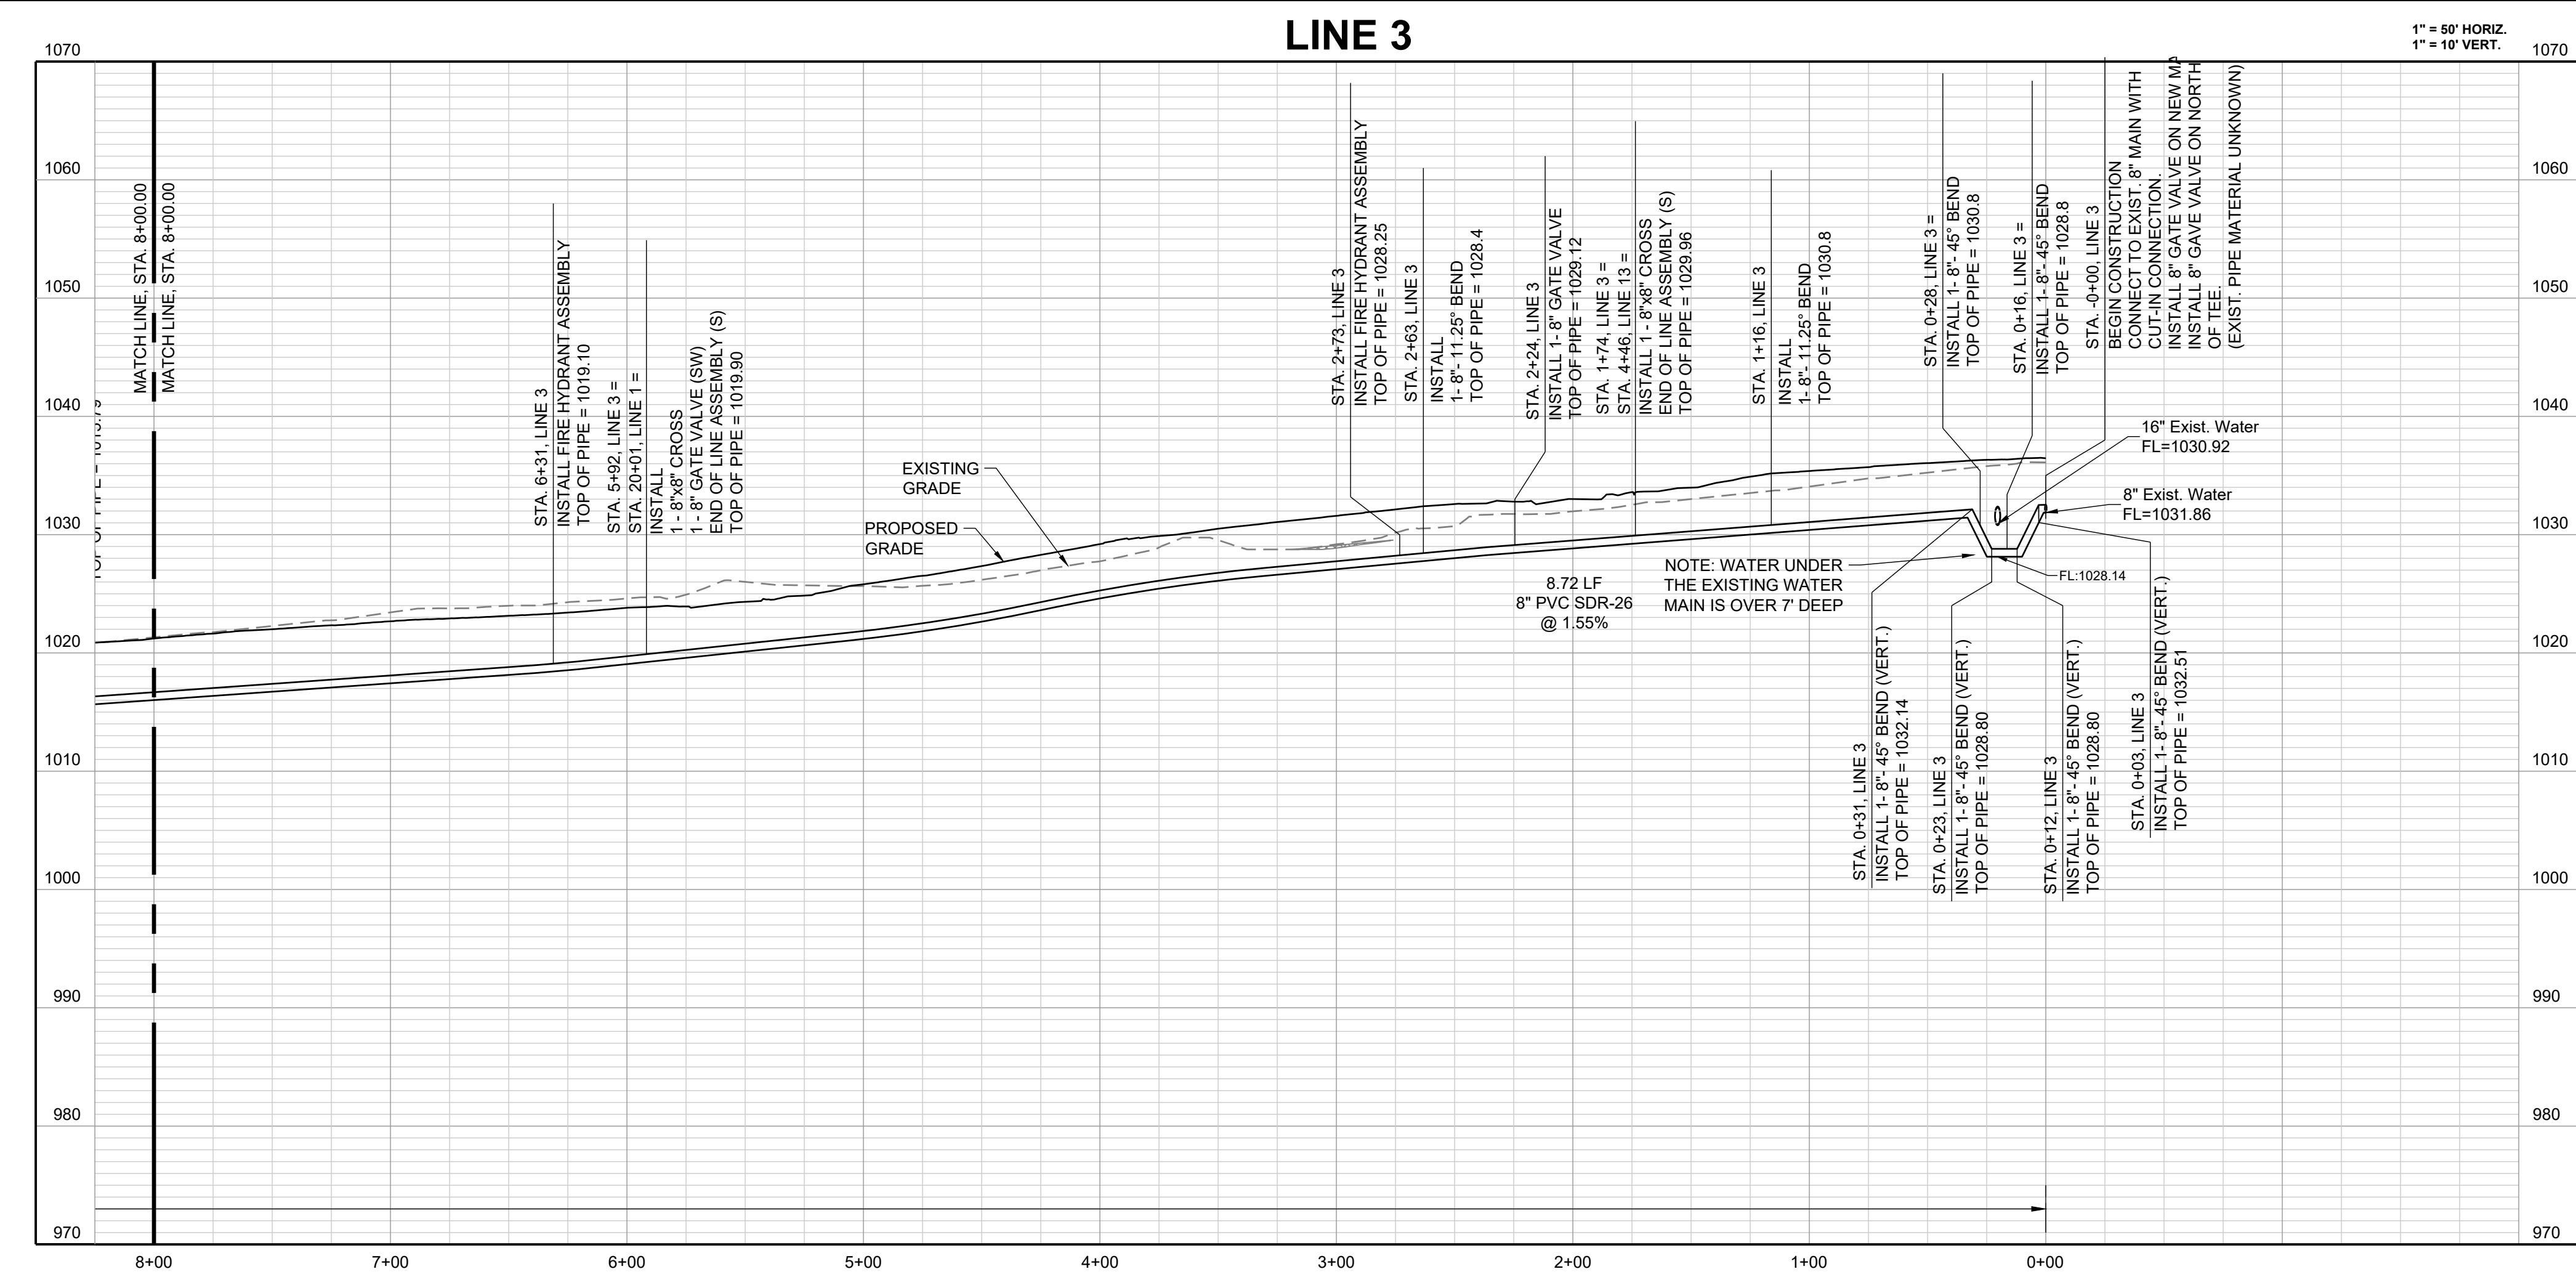 LINE 3
1" = 50' HORIZ.
1" = 10' VERT.
1070
1060
1050
1040
1030
1020
1010
1000
990
980
970
MATCH LINE, STA. 8+00.00
MATCH LINE, STA. 8+00.00
STA. 6+31, LINE 3
INSTALL FIRE HYDRANT ASSEMBLY
TOP OF PIPE = 1019.10
STA. 5+92, LINE 3 =
STA. 20+01, LINE 1 =
INSTALL
1 - 8"x8" CROSS
1 - 8" GATE VALVE (SW)
END OF LINE ASSEMBLY (S)
TOP OF PIPE = 1019.90
EXISTING
GRADE
PROPOSED
GRADE
STA. 2+73, LINE 3
INSTALL FIRE HYDRANT ASSEMBLY
TOP OF PIPE = 1028.25
STA. 2+63, LINE 3
INSTALL
1- 8"- 11.25° BEND
TOP OF PIPE = 1028.4
STA. 2+24, LINE 3
INSTALL 1- 8" GATE VALVE
TOP OF PIPE = 1029.12
STA. 1+74, LINE 3 =
STA. 4+46, LINE 13 =
INSTALL 1 - 8"x8" CROSS
END OF LINE ASSEMBLY (S)
TOP OF PIPE = 1029.96
STA. 1+16, LINE 3
INSTALL
1- 8"- 11.25° BEND
TOP OF PIPE = 1030.8
STA. 0+28, LINE 3 =
INSTALL 1- 8"- 45° BEND
TOP OF PIPE = 1030.8
STA. 0+16, LINE 3 =
INSTALL 1- 8"- 45° BEND
TOP OF PIPE = 1028.8
STA. -0+00, LINE 3
BEGIN CONSTRUCTION
CONNECT TO EXIST. 8" MAIN WITH
CUT-IN CONNECTION.
INSTALL 8" GATE VALVE ON NEW
INSTALL 8" GAVE VALVE ON NORTH
OF TEE.
(EXIST. PIPE MATERIAL UNKNOWN)
16" Exist. Water
FL=1030.92
8" Exist. Water
FL=1031.86
8.72 LF
8" PVC SDR-26
@ 1.55%
NOTE: WATER UNDER
THE EXISTING WATER
MAIN IS OVER 7' DEEP
FL:1028.14
STA. 0+31, LINE 3
INSTALL 1- 8"- 45° BEND (VERT.)
TOP OF PIPE = 1032.14
STA. 0+23, LINE 3
INSTALL 1- 8"- 45° BEND (VERT.)
TOP OF PIPE = 1028.80
STA. 0+12, LINE 3
INSTALL 1- 8"- 45° BEND (VERT.)
TOP OF PIPE = 1028.80
STA. 0+03, LINE 3
INSTALL 1- 8"- 45° BEND (VERT.)
TOP OF PIPE = 1032.51
1070
1060
1050
1040
1030
1020
1010
1000
990
980
970
8+00
7+00
6+00
5+00
4+00
3+00
2+00
1+00
0+00